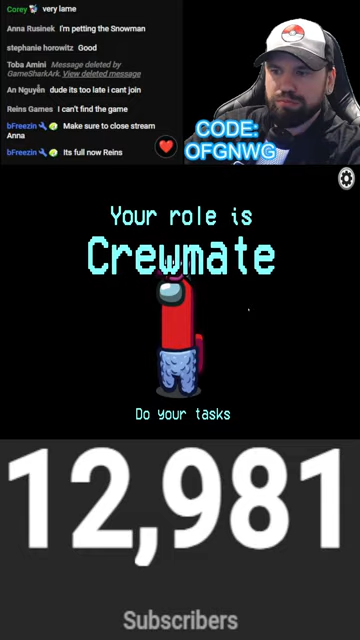 Corey very lame
Anna Rusinek I'm petting the Snowman
stephanie horowitz Good
Toba Amini Message deleted by
GameSharkArk. View deleted message
An Nguyễn dude its too late i cant join
Reins Games I can't find the game
bFreezin Make sure to close stream
Anna
bFreezin Its full now Reins
CODE:
OFGNWG
Your role is
Crewmate
Do your tasks
12,981
Subscribers